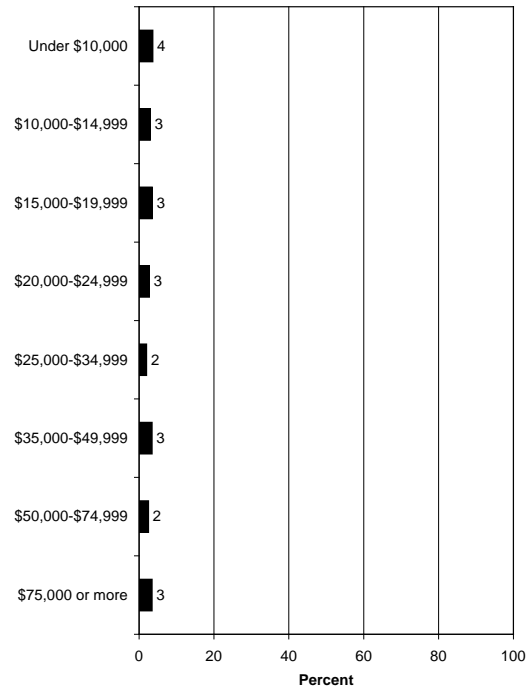 Under $10,000 4
$10,000-$14,999 3
$15,000-$19,999 3
$20,000-$24,999 3
$25,000-$34,999 2
$35,000-$49,999 3
$50,000-$74,999 2
$75,000 or more 3
0 20 40 60 80 100
Percent